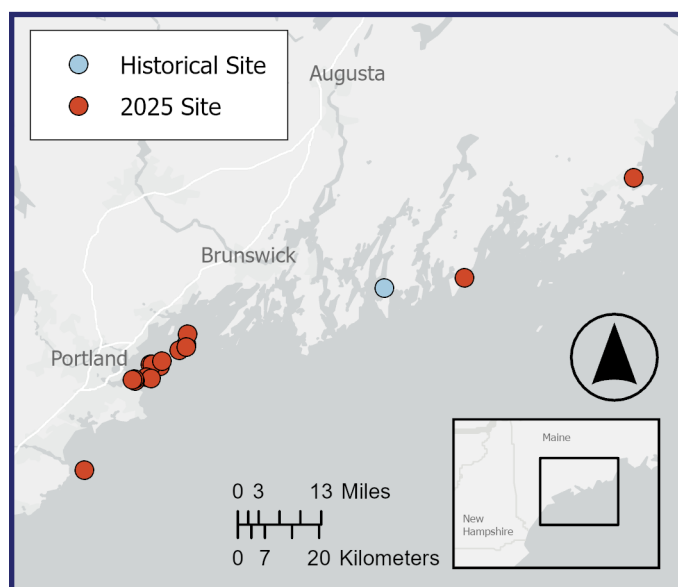 Historical Site
2025 Site
Augusta
Brunswick
Portland
0 3 13 Miles
0 7 20 Kilometers
Maine
New
Hampshire